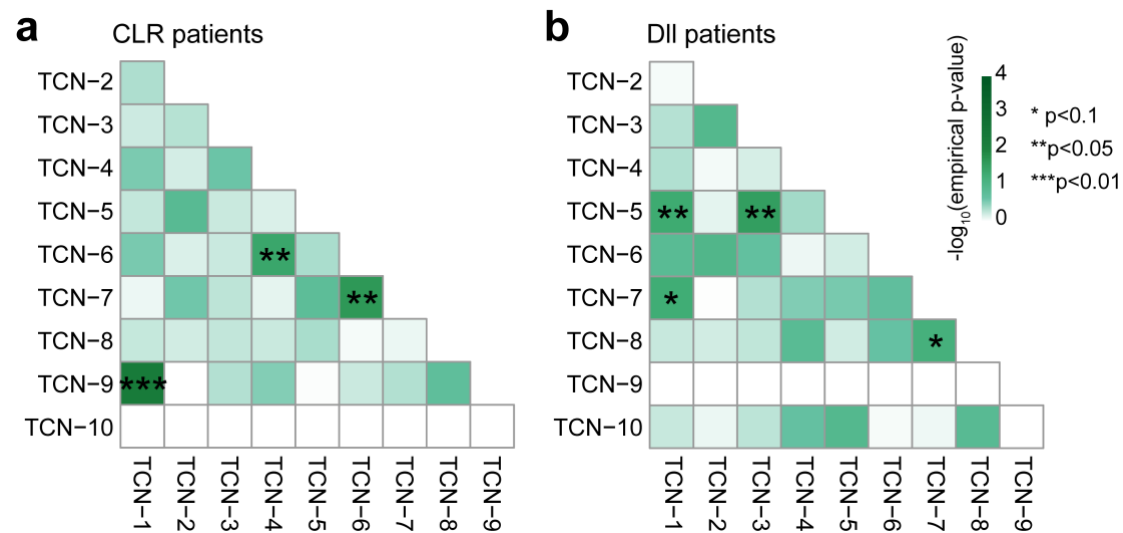 a
CLR patients
TCN−2
TCN−3
TCN−4
TCN−5
TCN−6
TCN−7
TCN−8
TCN−9
TCN−10
**
**
***
TCN−1
TCN−2
TCN−3
TCN−4
TCN−5
TCN−6
TCN−7
TCN−8
TCN−9
b
DII patients
TCN−2
TCN−3
TCN−4
TCN−5
TCN−6
TCN−7
TCN−8
TCN−9
TCN−10
** **
*
*
TCN−1
TCN−2
TCN−3
TCN−4
TCN−5
TCN−6
TCN−7
TCN−8
TCN−9
-log10(empirical p-value)
4
3
2
1
0
* p<0.1
**p<0.05
***p<0.01